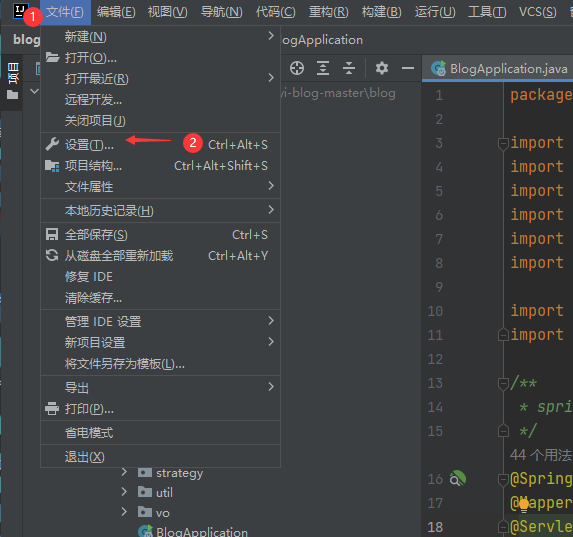 IJ 1 文件(F) 编辑(E) 视图(V) 导航(N) 代码(C) 重构(R) 构建(B) 运行(U) 工具(T) VCS(S)
blog
logApplication
项目
新建(N)
打开(O)...
打开最近(R)
远程开发...
关闭项目(J)
设置(T)... 2 Ctrl+Alt+S
项目结构... Ctrl+Alt+Shift+S
文件属性
本地历史记录(H)
全部保存(S) Ctrl+S
从磁盘全部重新加载 Ctrl+Alt+Y
修复 IDE
清除缓存...
管理 IDE 设置
新项目设置
将文件另存为模板(L)...
导出
打印(P)...
省电模式
退出(X)
yi-blog-master\blog
strategy
util
vo
BlogApplication
BlogApplication.java
1 package
2
3 import
4 import
5 import
6 import
7 import
8 import
9
10 import
11 import
12
13 /**
14 * spri
15 */
44 个用法
16 @Spring
17 @Mapper
18 @Servle